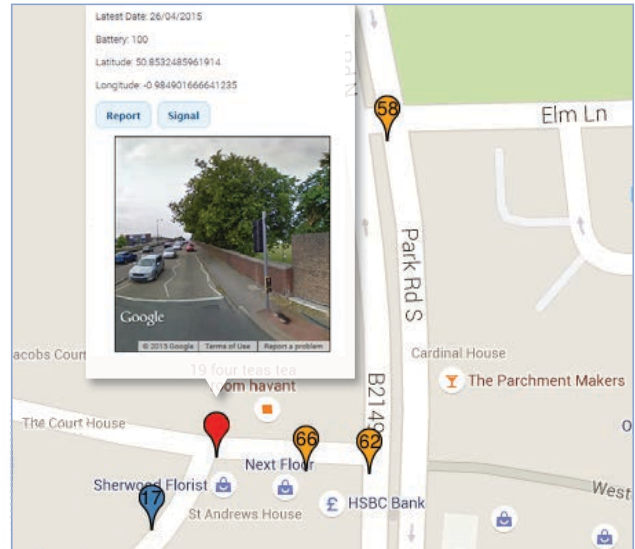 Latest Date: 26/04/2015
Battery: 100
Latitude: 50.8532485961914
Longitude: -0.984901666641235
Report Signal
Google
© 2015 Google Terms of Use Report a problem
58
Elm Ln
Park Rd S
acobs Court
19 four teas tea
room havant
Cardinal House
The Parchment Makers
B2149
The Court House
66
62
Next Floor
Sherwood Florist
17
St Andrews House
£ HSBC Bank
West
O